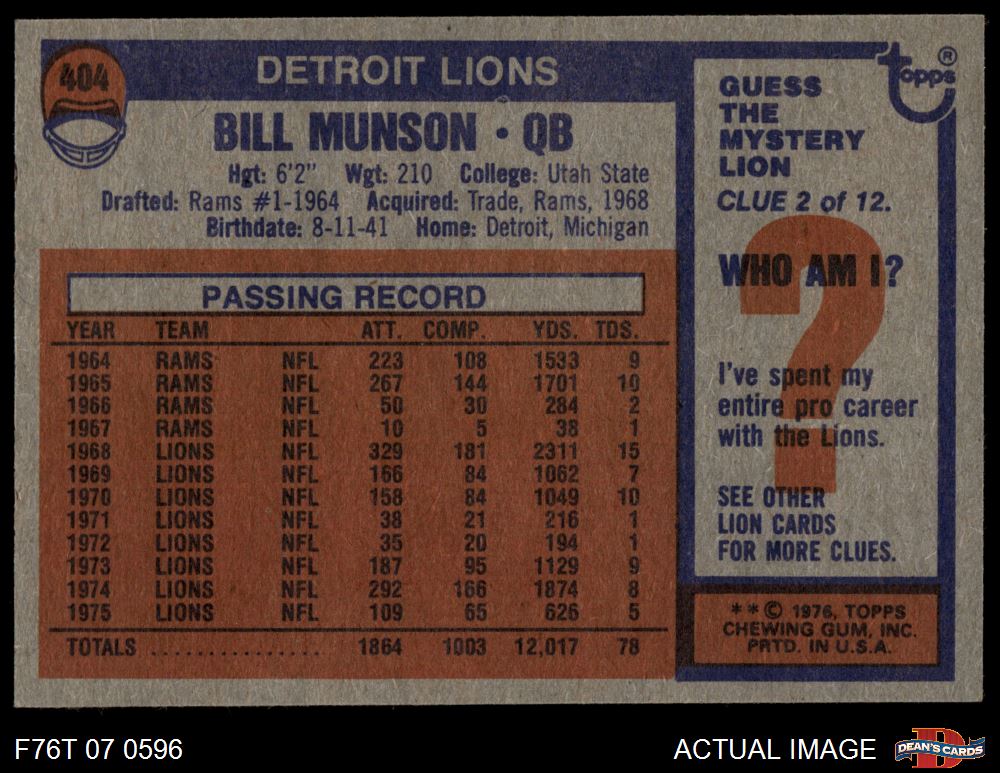 404
DETROIT LIONS
BILL MUNSON • QB
Hgt: 6'2" Wgt: 210 College: Utah State
Drafted: Rams #1-1964 Acquired: Trade, Rams, 1968
Birthdate: 8-11-41 Home: Detroit, Michigan
PASSING RECORD
YEAR TEAM ATT. COMP. YDS. TDS.
1964 RAMS NFL 223 108 1533 9
1965 RAMS NFL 267 144 1701 10
1966 RAMS NFL 50 30 284 2
1967 RAMS NFL 10 5 38 1
1968 LIONS NFL 329 181 2311 15
1969 LIONS NFL 166 84 1062 7
1970 LIONS NFL 158 84 1049 10
1971 LIONS NFL 38 21 216 1
1972 LIONS NFL 35 20 194 1
1973 LIONS NFL 187 95 1129 9
1974 LIONS NFL 292 166 1874 8
1975 LIONS NFL 109 65 626 5
TOTALS ................. 1864 1003 12,017 78
topps ®
GUESS
THE
MYSTERY
LION
CLUE 2 of 12.
?
WHO AM I?
I've spent my
entire pro career
with the Lions.
SEE OTHER
LION CARDS
FOR MORE CLUES.
* * © 1976, TOPPS
CHEWING GUM, INC.
PRTD. IN U.S.A.
F76T 07 0596
ACTUAL IMAGE
D
DEAN'S CARDS